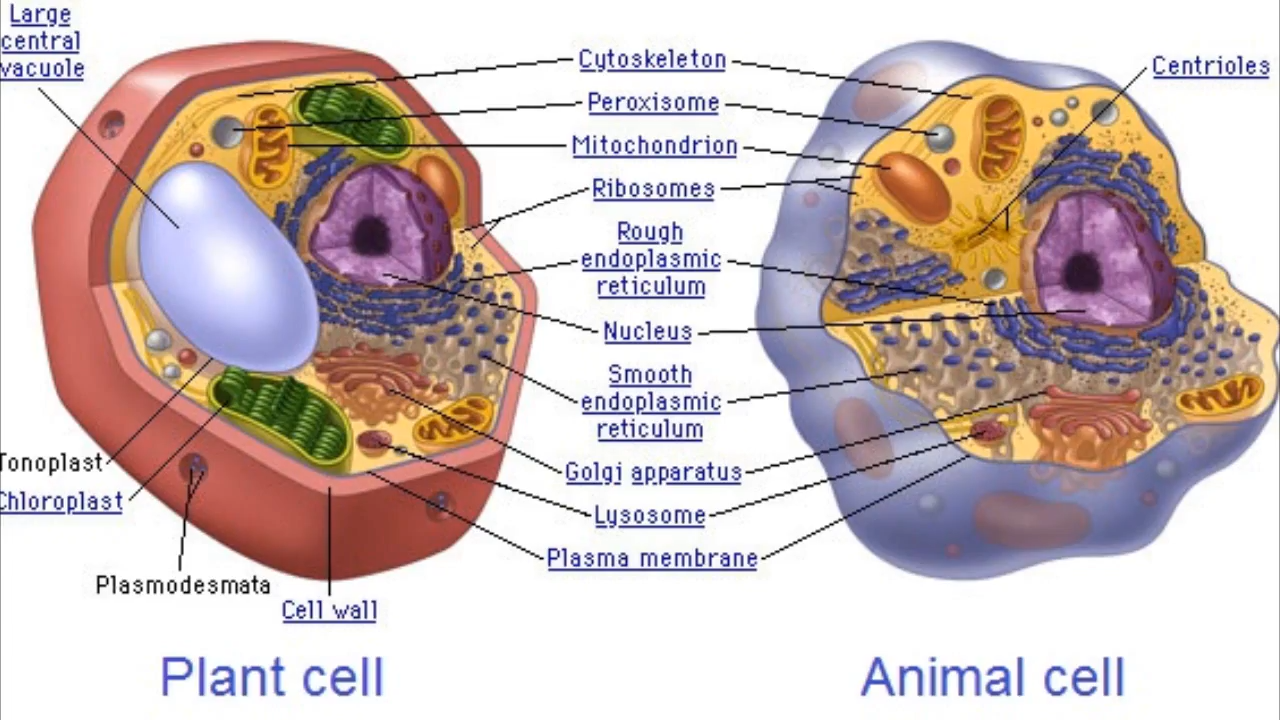 Large
central
vacuole
Cytoskeleton
Centrioles
Peroxisome
Mitochondrion
Ribosomes
Rough
endoplasmic
reticulum
Nucleus
Smooth
endoplasmic
reticulum
Tonoplast
Golgi apparatus
Chloroplast
Lysosome
Plasma membrane
Plasmodesmata
Cell wall
Plant cell
Animal cell